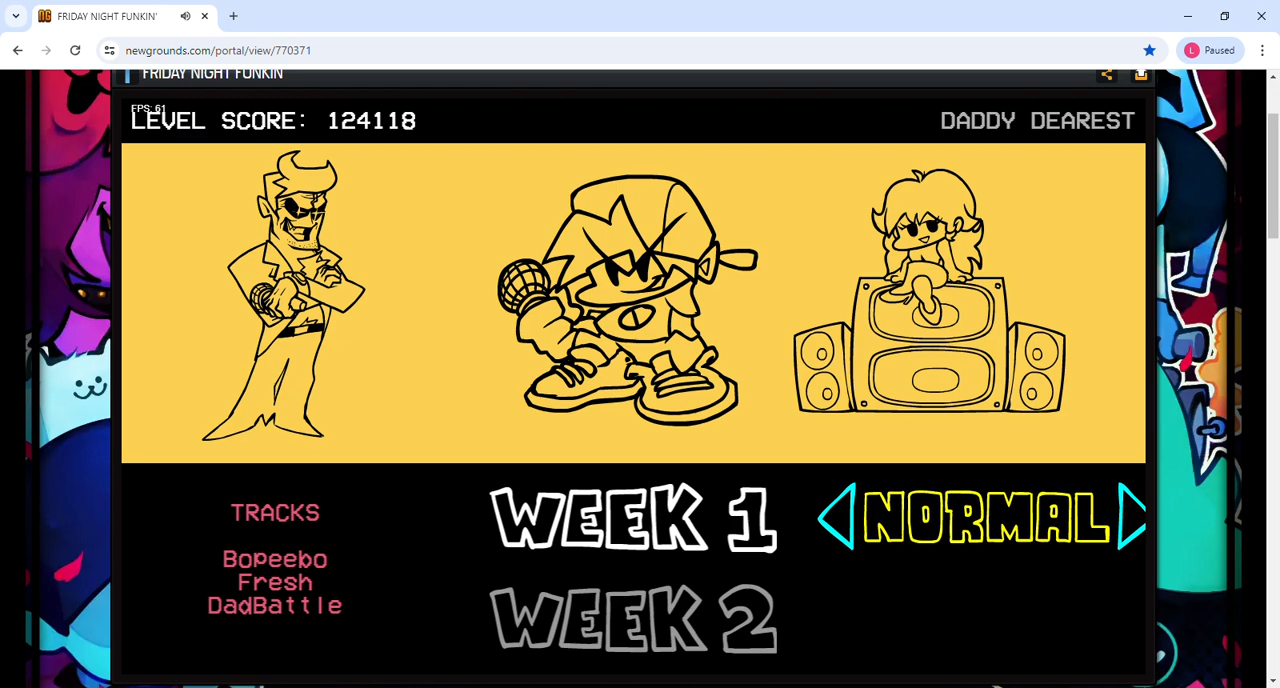 FRIDAY NIGHT FUNKIN'
newgrounds.com/portal/view/770371
L
Paused
FRIDAY NIGHT FUNKIN'
FPS: 61
LEVEL SCORE: 124118
DADDY DEAREST
WEEK 1
NORMAL
TRACKS
Bopeebo
Fresh
DadBattle
WEEK 2